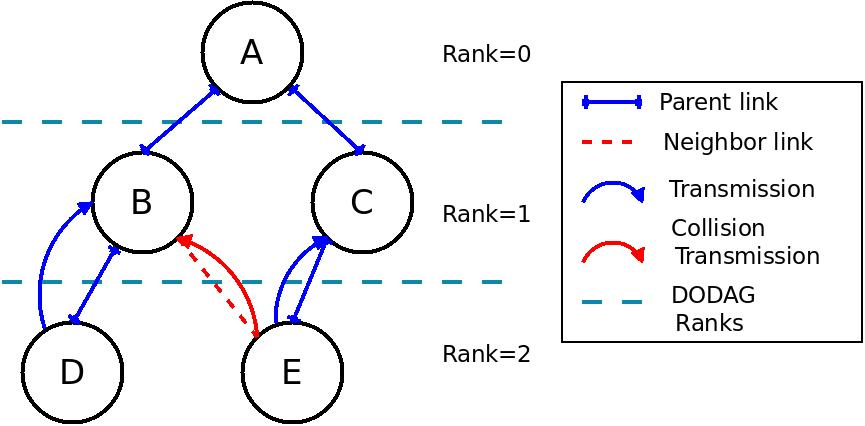 A
Rank=0
B
C
Rank=1
D
E
Rank=2
Parent link
Neighbor link
Transmission
Collision
Transmission
DODAG
Ranks